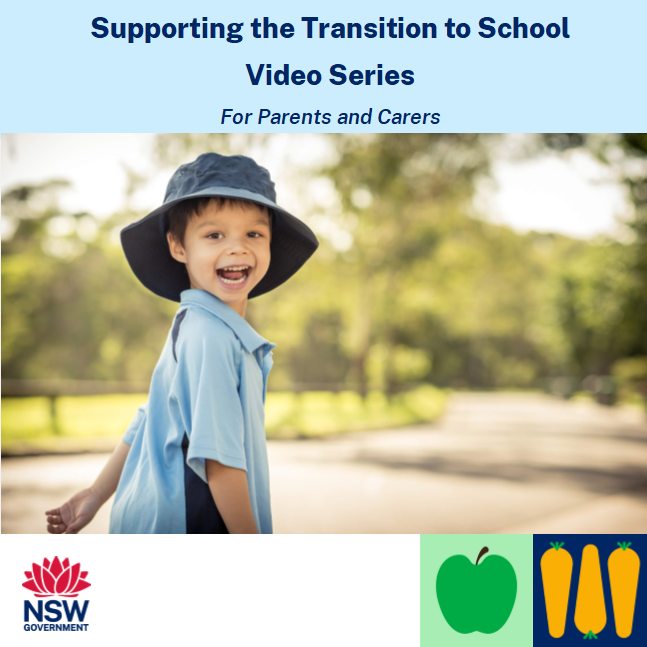 Supporting the Transition to School
Video Series
For Parents and Carers
NSW
GOVERNMENT